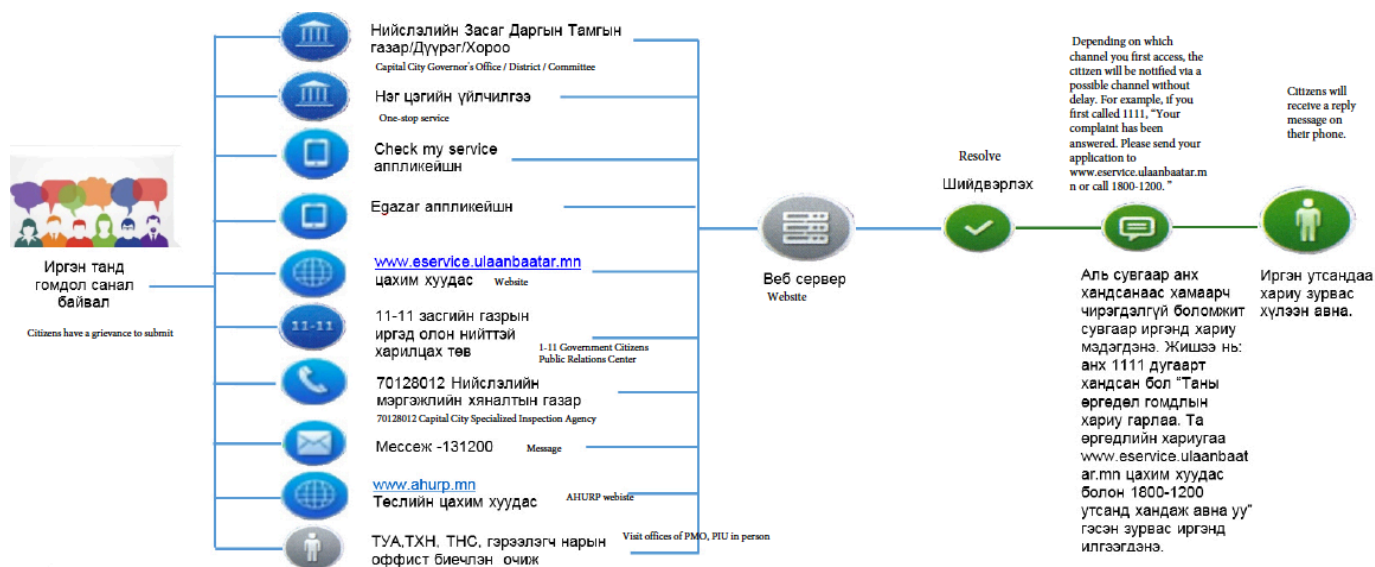 Иргэн танд
гомдол санал
байвал
Citizens have a grievance to submit
Нийслэлийн Засаг Даргын Тамгын
газар/Дүүрэг/Хороо
Capital City Governor's Office / District / Committee
Нэг цэгийн үйлчилгээ
One-stop service
Check my service
аппликейшн
Egazar аппликейшн
www.eservice.ulaanbaatar.mn
цахим хуудас Website
11-11
11-11 засгийн газрын
иргэд олон нийттэй
харилцах төв
1-11 Government Citizens
Public Relations Center
70128012 Нийслэлийн
мэргэжлийн хяналтын газар
70128012 Capital City Specialized Inspection Agency
Мессеж -131200 Message
www.ahurp.mn
Төслийн цахим хуудас AHURP webiste
ТУА,ТХН, ТНС, гэрээлэгч нарын
оффист биечлэн очиж
Visit offices of PMO, PIU in person
Веб сервер
Website
Resolve
Шийдвэрлэх
Depending on which
channel you first access, the
citizen will be notified via a
possible channel without
delay. For example, if you
first called 1111, “Your
complaint has been
answered. Please send your
application to
www.eservice.ulaanbaatar.m
n or call 1800-1200. ”
Аль сувгаар анх
хандсанаас хамаарч
чирэгдэлгүй боломжит
сувгаар иргэнд хариу
мэдэгдэнэ. Жишээ нь:
анх 1111 дугаарт
хандсан бол “Таны
өргөдөл гомдлын
хариу гарлаа. Та
өргөдлийн хариугаа
www.eservice.ulaanbaat
ar.mn цахим хуудас
болон 1800-1200
утсанд хандаж авна уу”
гэсэн зурвас иргэнд
илгээгдэнэ.
Citizens will
receive a reply
message on
their phone.
Иргэн утсандаа
хариу зурвас
хүлээн авна.